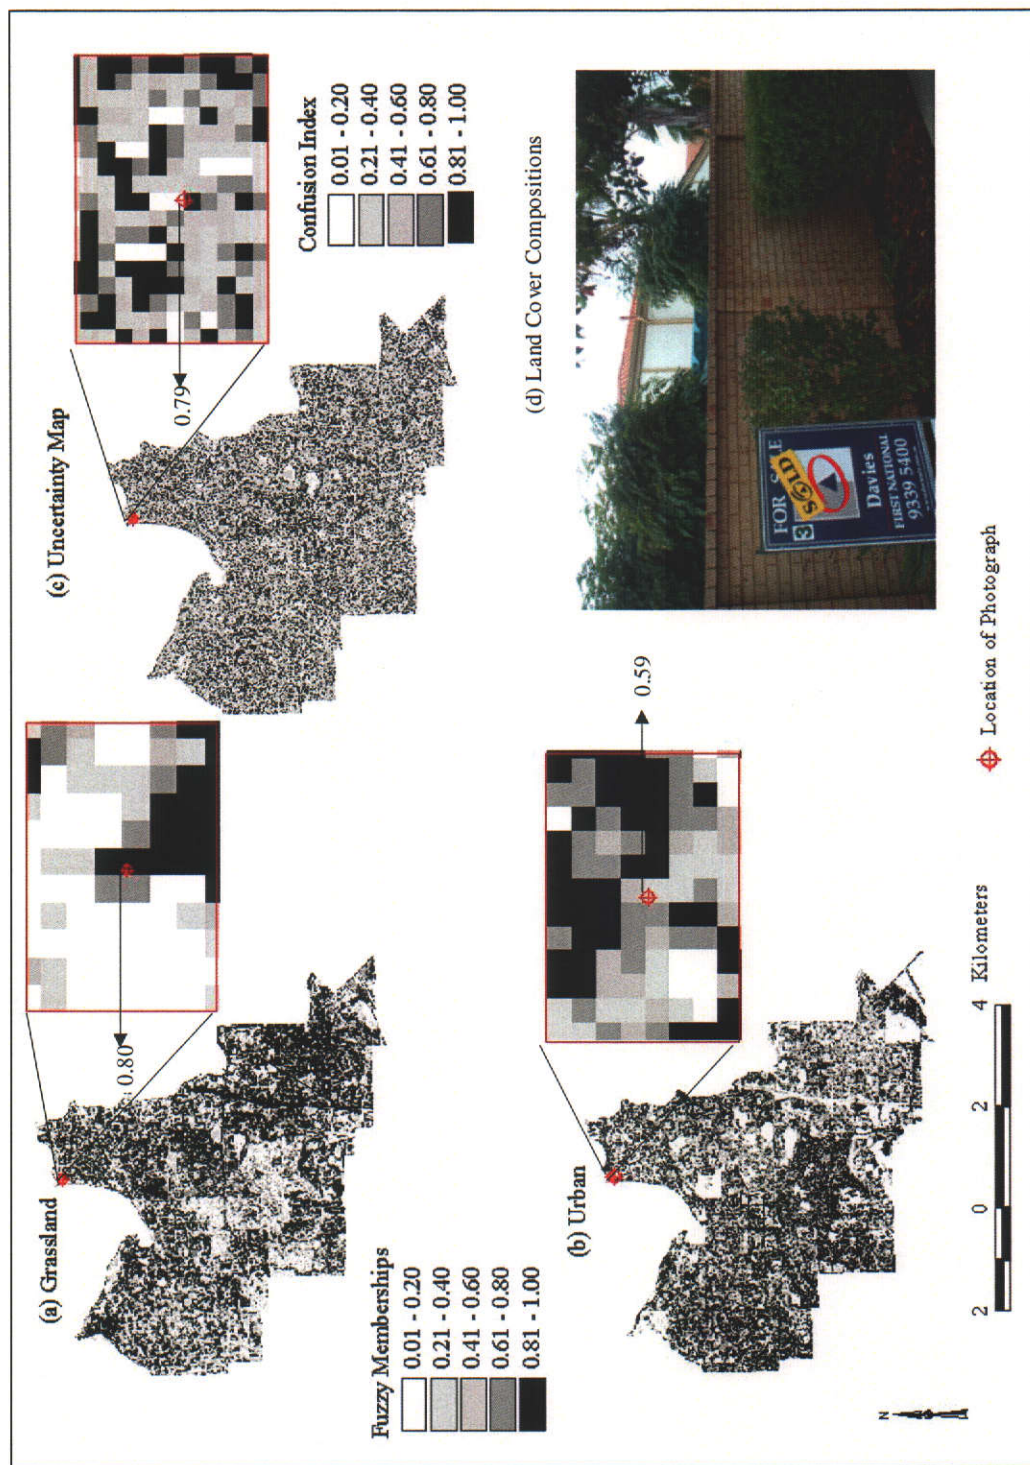 (a) Grassland
0.80
Fuzzy Memberships
0.01 - 0.20
0.21 - 0.40
0.41 - 0.60
0.61 - 0.80
0.81 - 1.00
(c) Uncertainty Map
0.79
Confusion Index
0.01 - 0.20
0.21 - 0.40
0.41 - 0.60
0.61 - 0.80
0.81 - 1.00
(b) Urban
0.59
(d) Land Cover Compositions
FOR SALE
3 SOLD
Davies
FIRST NATIONAL
9339 5400
N
2 0 2 4 Kilometers
Location of Photograph